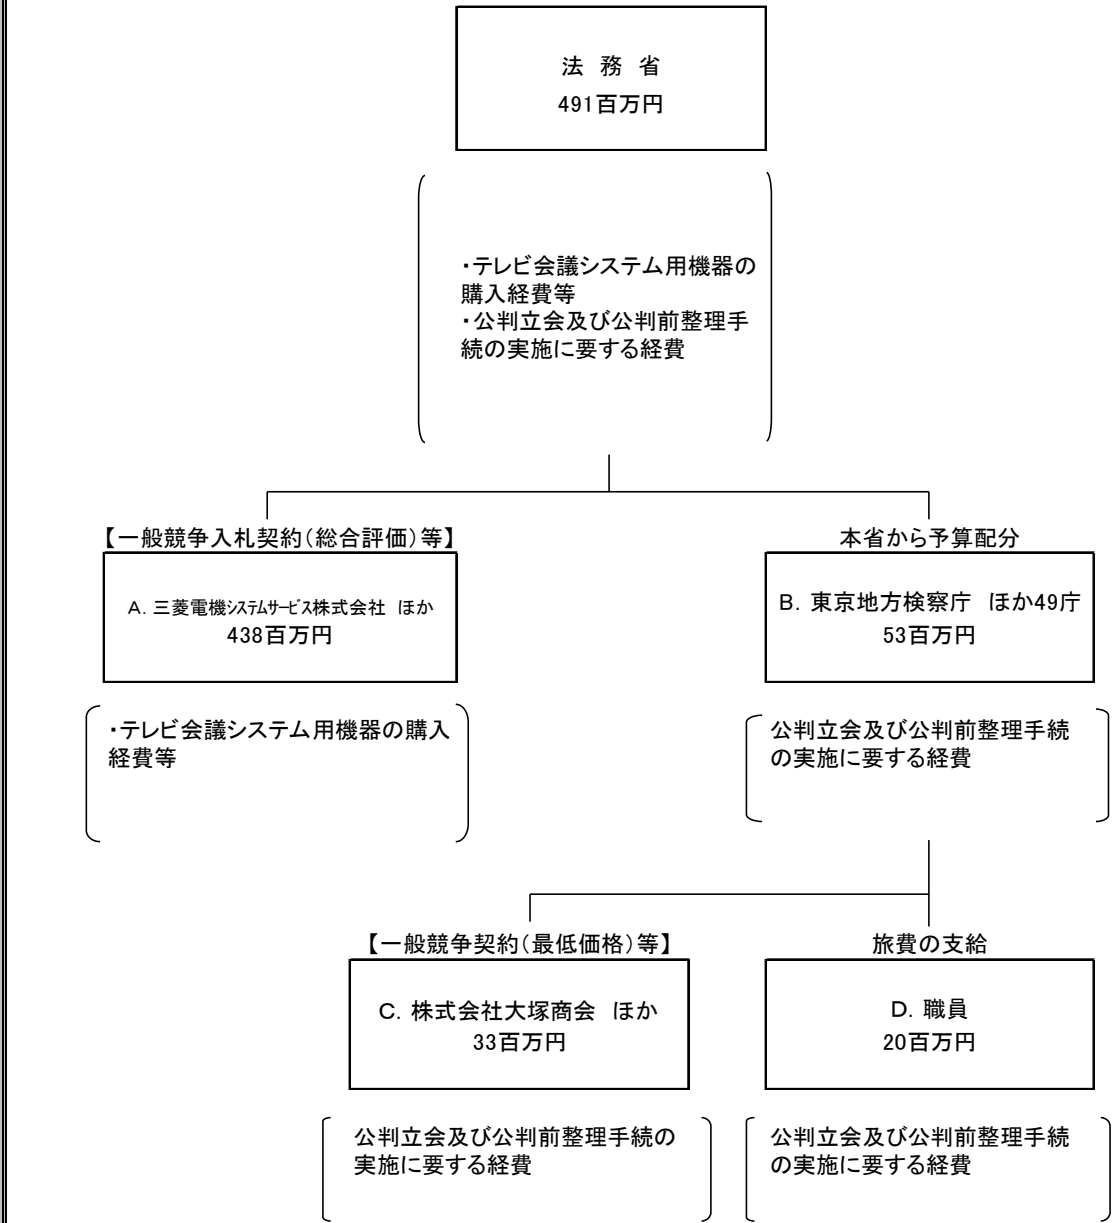 法 務 省
491百万円
・テレビ会議システム用機器の
購入経費等
・公判立会及び公判前整理手
続の実施に要する経費
【一般競争入札契約(総合評価)等】
A. 三菱電機システムサービス株式会社 ほか
438百万円
・テレビ会議システム用機器の購入
経費等
本省から予算配分
B. 東京地方検察庁 ほか49庁
53百万円
公判立会及び公判前整理手続
の実施に要する経費
【一般競争契約(最低価格)等】
C. 株式会社大塚商会 ほか
33百万円
公判立会及び公判前整理手続の
実施に要する経費
旅費の支給
D. 職員
20百万円
公判立会及び公判前整理手続
の実施に要する経費